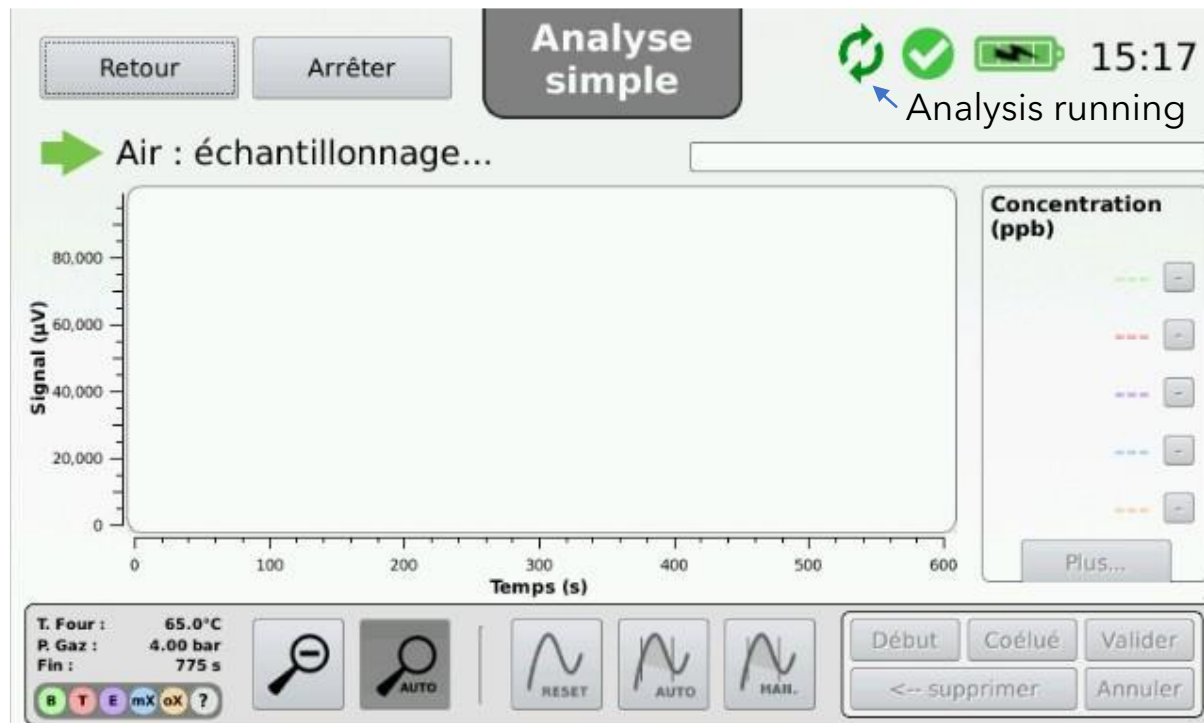 Retour
Arrêter
Analyse
simple
15:17
Analysis running
Air : échantillonnage...
Concentration
(ppb)
80,000
60,000
40,000
20,000
0
Signal (µV)
0 100 200 300 400 500 600
Temps (s)
---  -
---  -
---  -
---  -
---  -
Plus...
T. Four : 65.0°C
P. Gaz : 4.00 bar
Fin : 775 s
B T E mX oX ?
AUTO
RESET
AUTO
MAN.
Début Coélué Valider
<-- supprimer Annuler